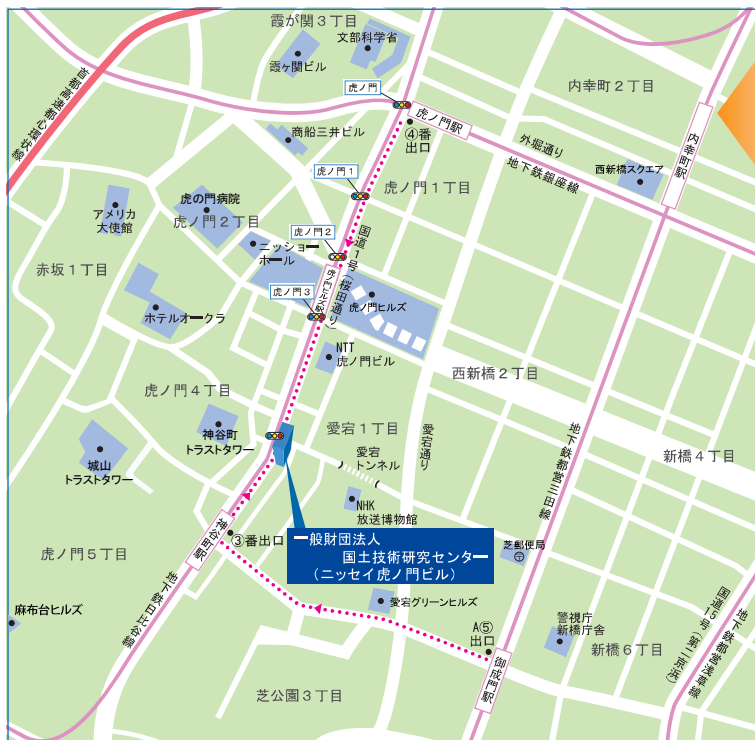 霞が関3丁目
文部科学省
霞ヶ関ビル
首都高速都心環状線
虎ノ門
虎ノ門駅
④番
出口
内幸町2丁目
内幸町駅
外堀通り
地下鉄銀座線
西新橋スクエア
商船三井ビル
虎ノ門1
虎ノ門1丁目
虎の門病院
虎ノ門2丁目
アメリカ
大使館
赤坂1丁目
ニッショー
ホール
虎ノ門2
国道1号(桜田通り)
虎ノ門ヒルズ駅
虎ノ門3
虎ノ門ヒルズ
ホテルオークラ
NTT
虎ノ門ビル
西新橋2丁目
虎ノ門4丁目
神谷町
トラストタワー
愛宕1丁目
愛宕通り
愛宕
トンネル
地下鉄都営三田線
新橋4丁目
城山
トラストタワー
NHK
放送博物館
神谷町駅
③番出口
一般財団法人
国土技術研究センター
(ニッセイ虎ノ門ビル)
芝郵便局
虎ノ門5丁目
地下鉄日比谷線
麻布台ヒルズ
愛宕グリーンヒルズ
A⑤
出口
御成門駅
警視庁
新橋庁舎
新橋6丁目
国道15号(第二京浜)
地下鉄都営浅草線
芝公園3丁目